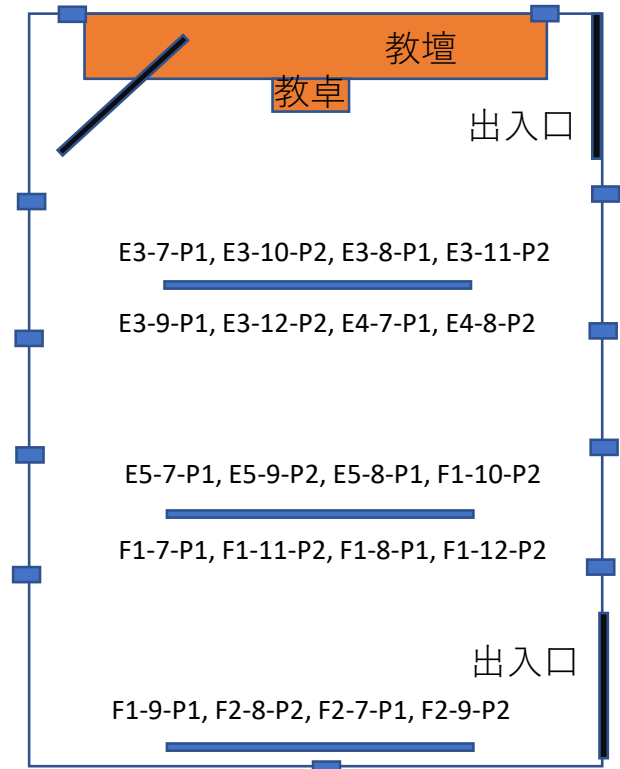 教壇
教卓
出入口
E3-7-P1, E3-10-P2, E3-8-P1, E3-11-P2
E3-9-P1, E3-12-P2, E4-7-P1, E4-8-P2
E5-7-P1, E5-9-P2, E5-8-P1, F1-10-P2
F1-7-P1, F1-11-P2, F1-8-P1, F1-12-P2
出入口
F1-9-P1, F2-8-P2, F2-7-P1, F2-9-P2